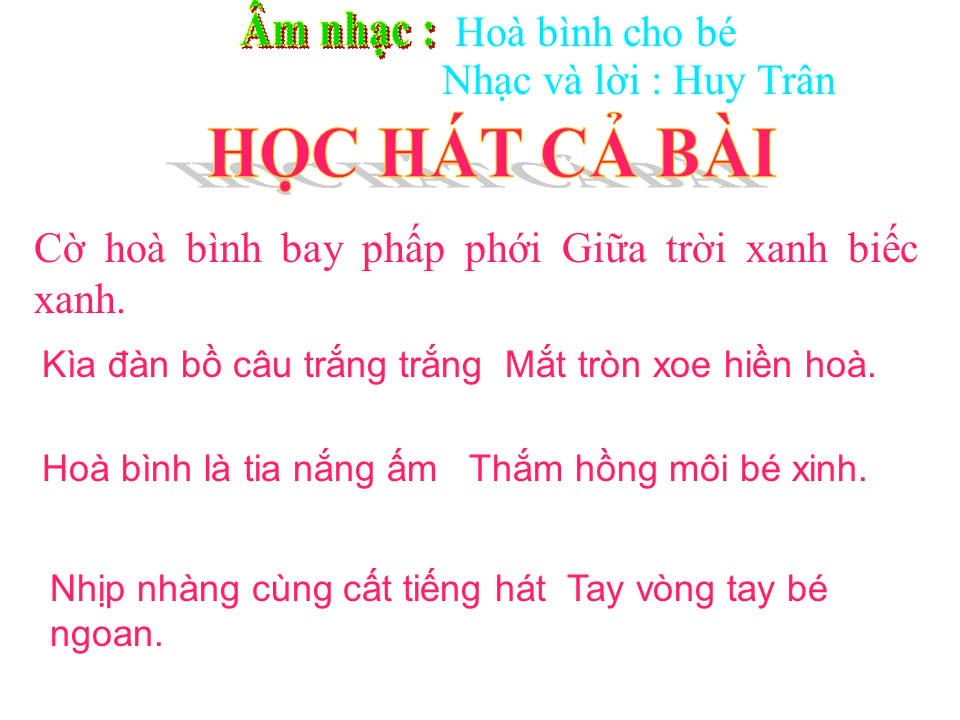 Âm nhạc : Hoà bình cho bé
Nhạc và lời : Huy Trân
HỌC HÁT CẢ BÀI
Cờ hoà bình bay phấp phới Giữa trời xanh biếc
xanh.
Kìa đàn bồ câu trắng trắng Mắt tròn xoe hiền hoà.
Hoà bình là tia nắng ấm Thắm hồng môi bé xinh.
Nhịp nhàng cùng cất tiếng hát Tay vòng tay bé
ngoan.